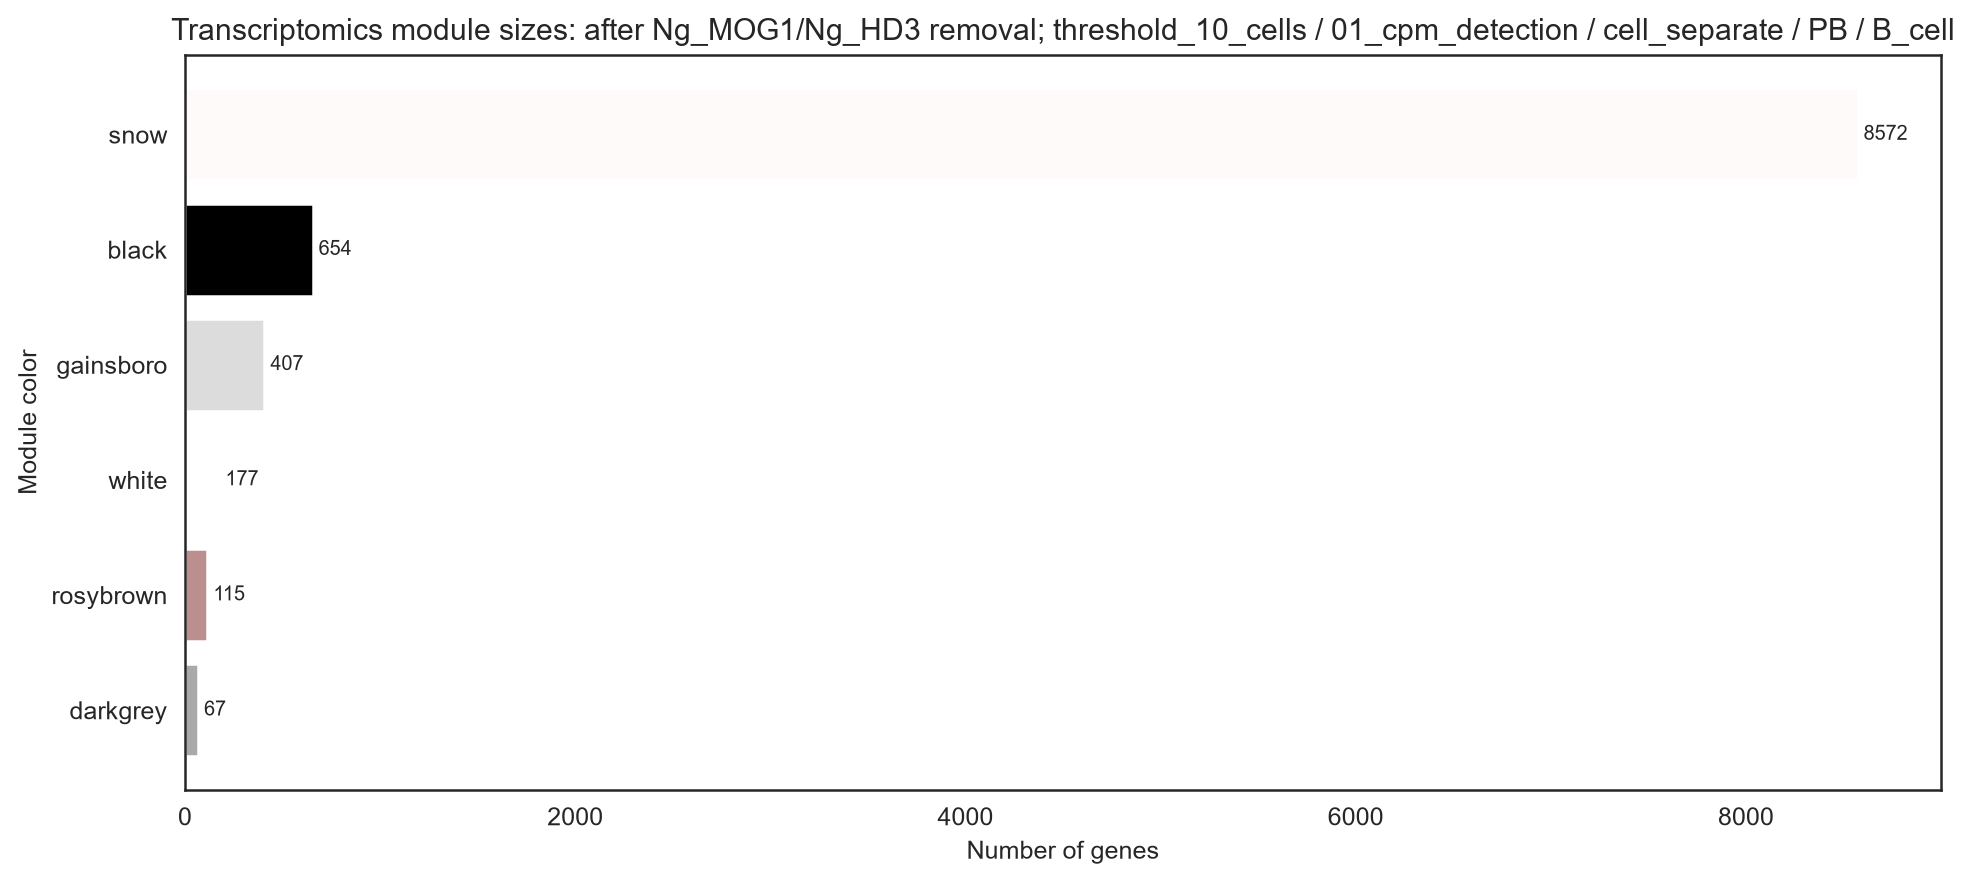 Transcriptomics module sizes: after Ng_MOG1/Ng_HD3 removal; threshold_10_cells / 01_cpm_detection / cell_separate / PB / B_cell
snow
8572
black
654
gainsboro
407
white
177
rosybrown
115
darkgrey
67
Module color
0
2000
4000
6000
8000
Number of genes